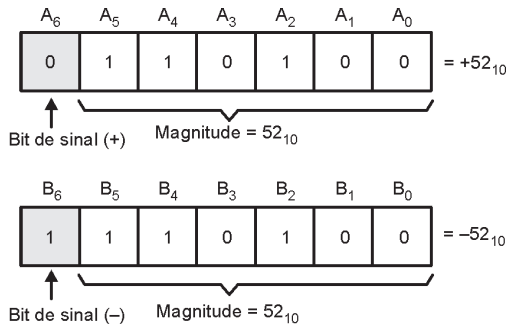 A₆ A₅ A₄ A₃ A₂ A₁ A₀
0 1 1 0 1 0 0 = +52₁₀
Bit de sinal (+) Magnitude = 52₁₀
B₆ B₅ B₄ B₃ B₂ B₁ B₀
1 1 1 0 1 0 0 = –52₁₀
Bit de sinal (–) Magnitude = 52₁₀